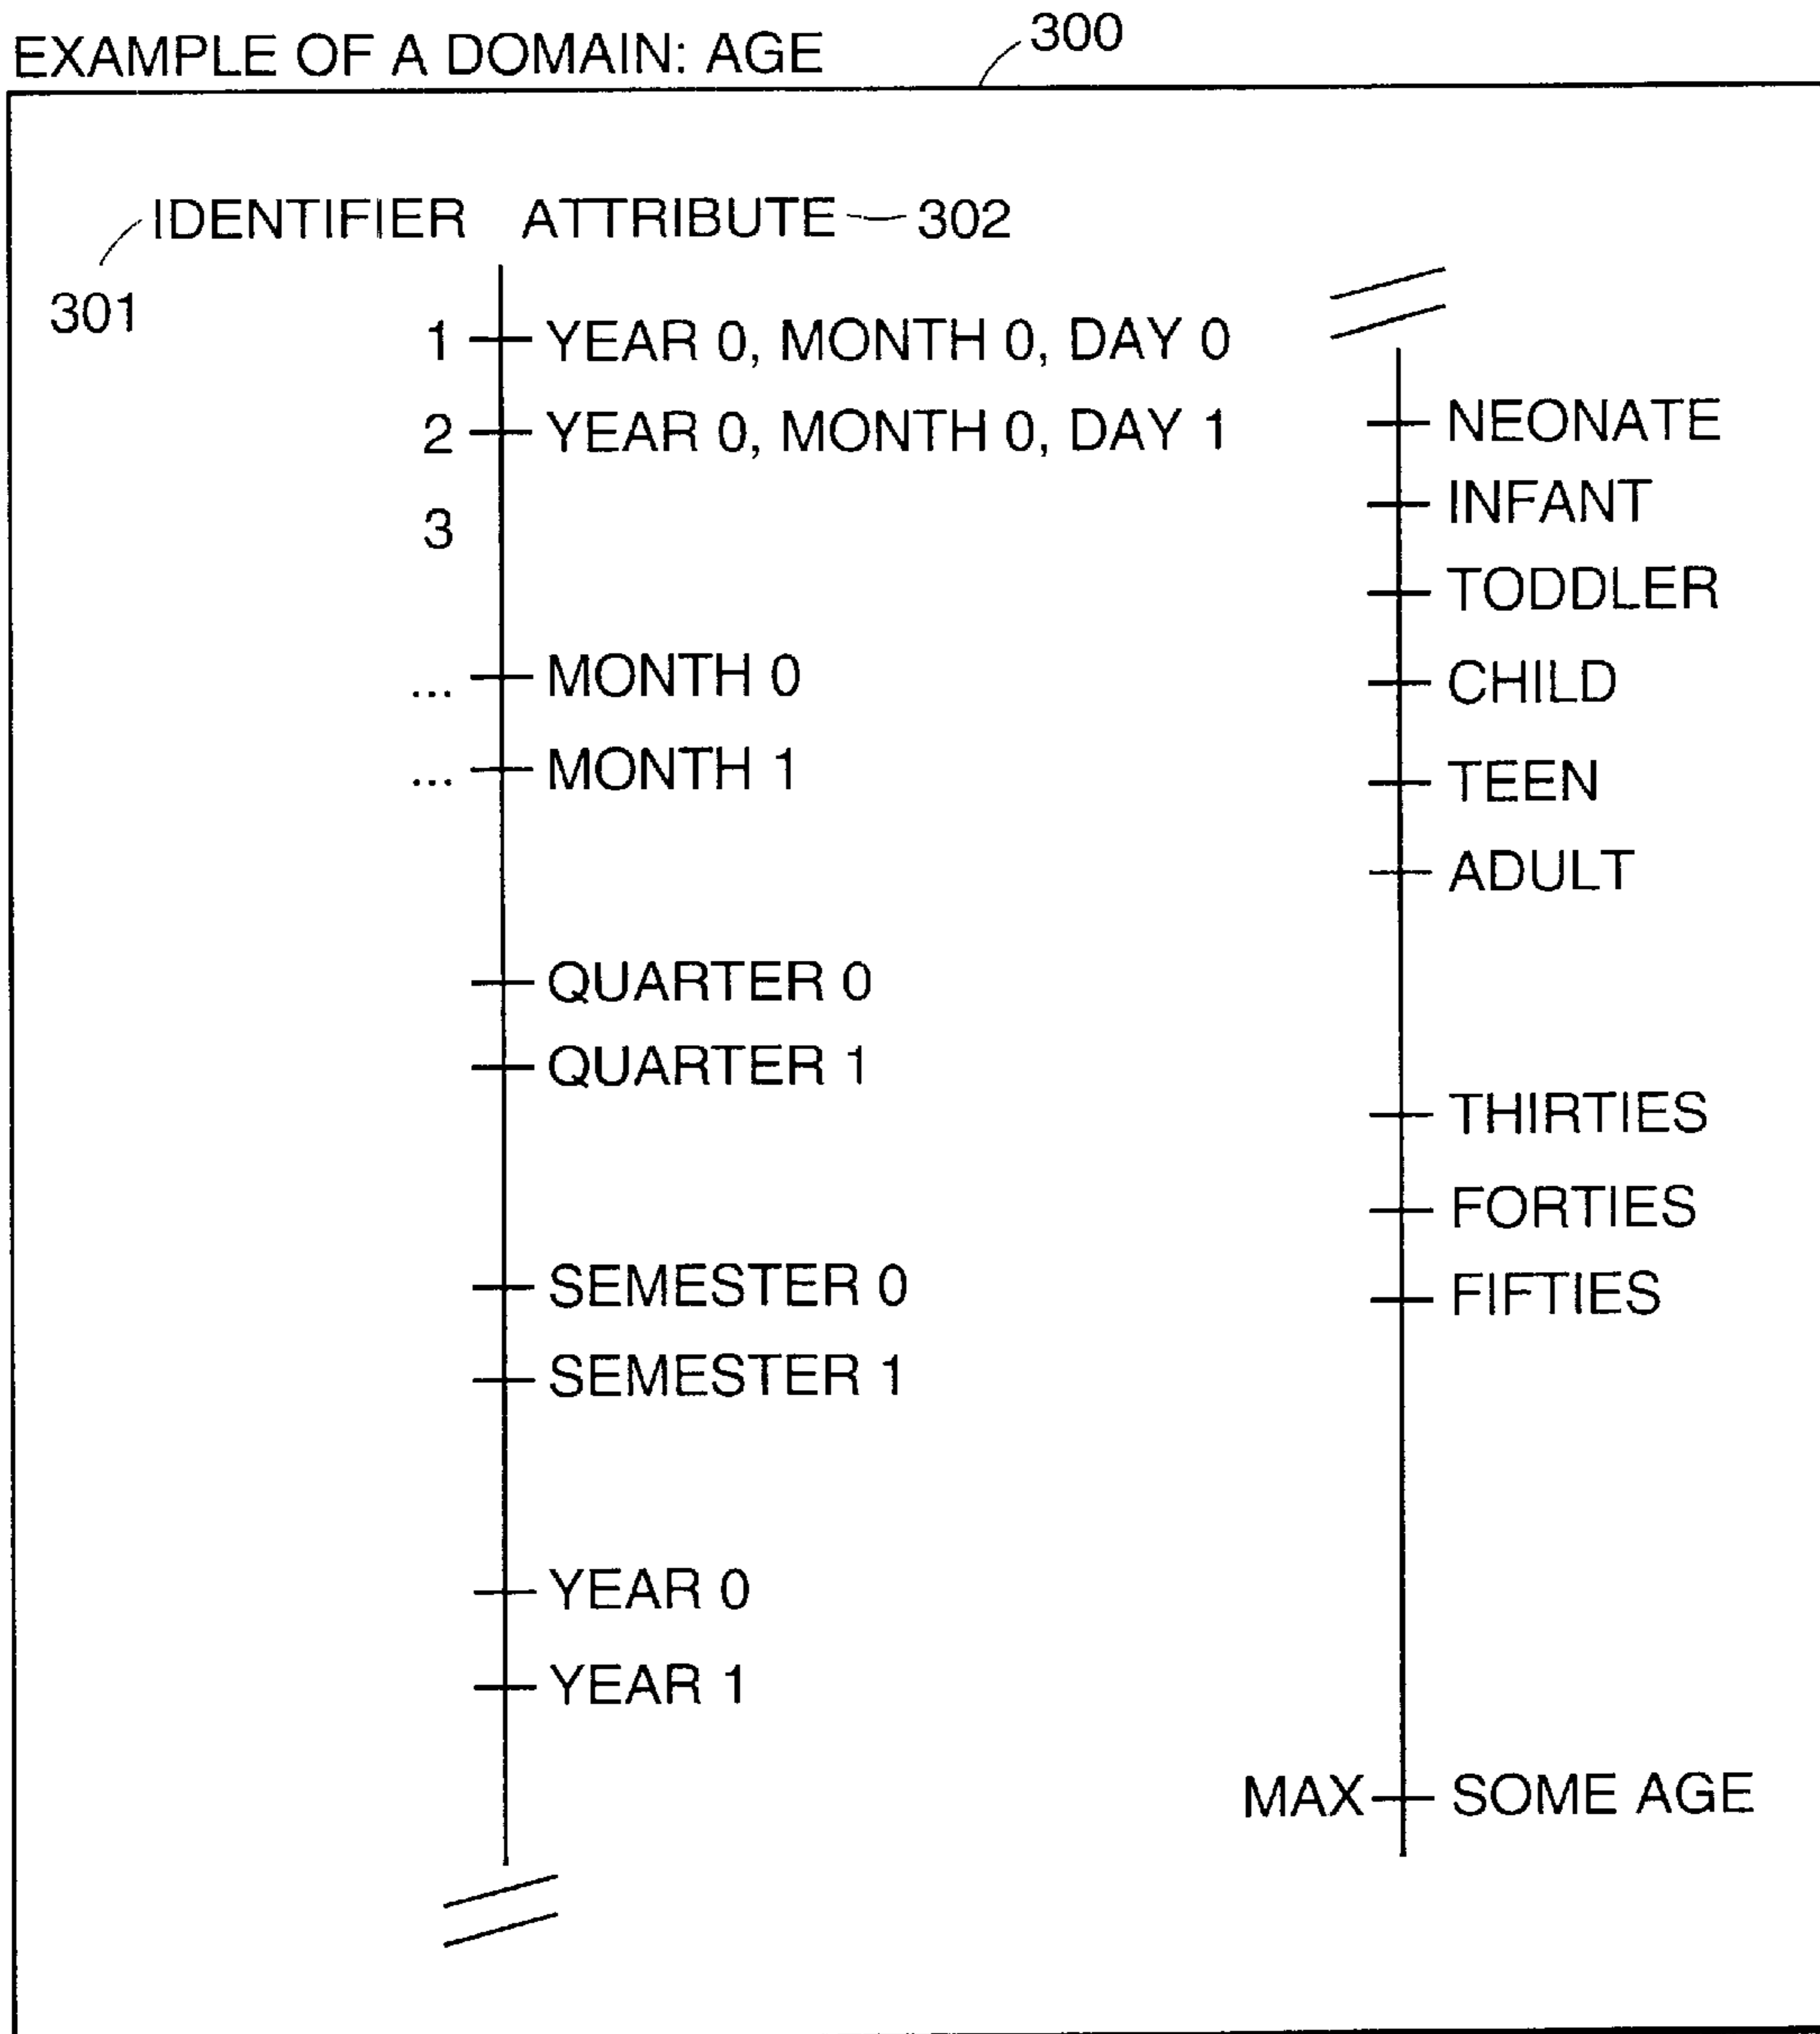 EXAMPLE OF A DOMAIN: AGE
300
IDENTIFIER ATTRIBUTE 302
301
1 YEAR 0, MONTH 0, DAY 0
2 YEAR 0, MONTH 0, DAY 1
3
... MONTH 0
... MONTH 1
QUARTER 0
QUARTER 1
SEMESTER 0
SEMESTER 1
YEAR 0
YEAR 1
NEONATE
INFANT
TODDLER
CHILD
TEEN
ADULT
THIRTIES
FORTIES
FIFTIES
MAX SOME AGE